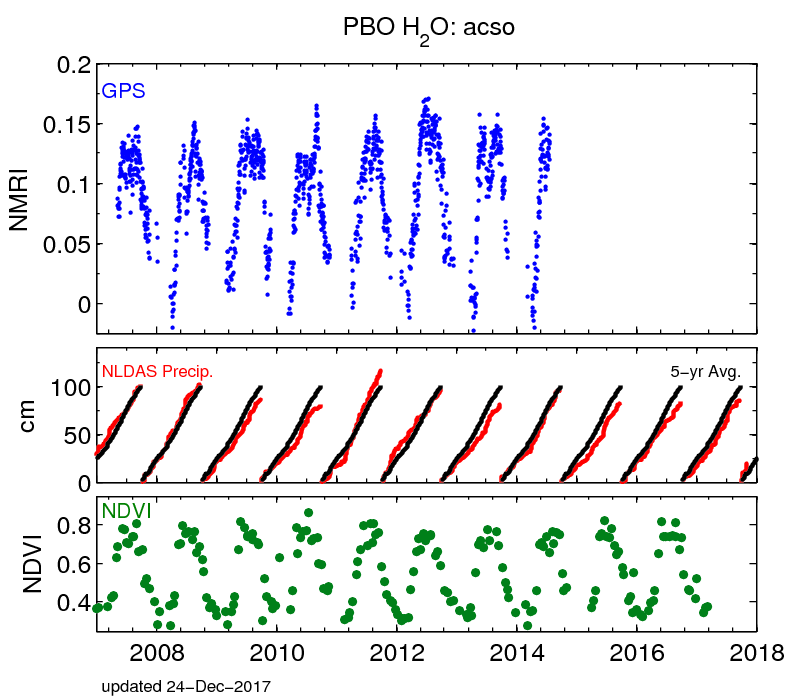 PBO H2O: acso
0.2
GPS
0.15
0.1
NMRI
0.05
0
NLDAS Precip.
5-yr Avg.
100
cm
50
0
NDVI
0.8
NDVI
0.6
0.4
2008 2010 2012 2014 2016 2018
updated 24-Dec-2017